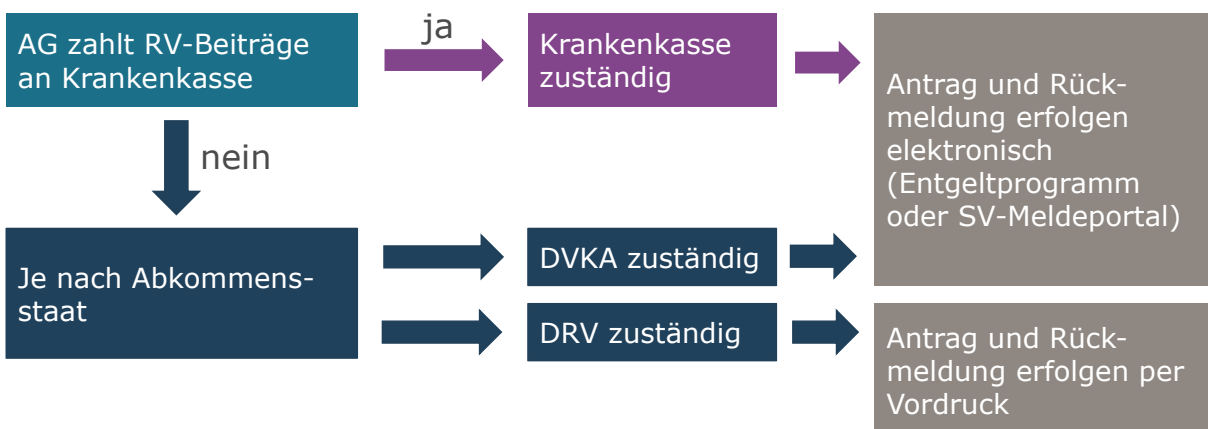 AG zahlt RV-Beiträge
an Krankenkasse
ja
Krankenkasse
zuständig
Antrag und Rück-
meldung erfolgen
elektronisch
(Entgeltprogramm
oder SV-Meldeportal)
nein
Je nach Abkommens-
staat
DVKA zuständig
DRV zuständig
Antrag und Rück-
meldung erfolgen per
Vordruck